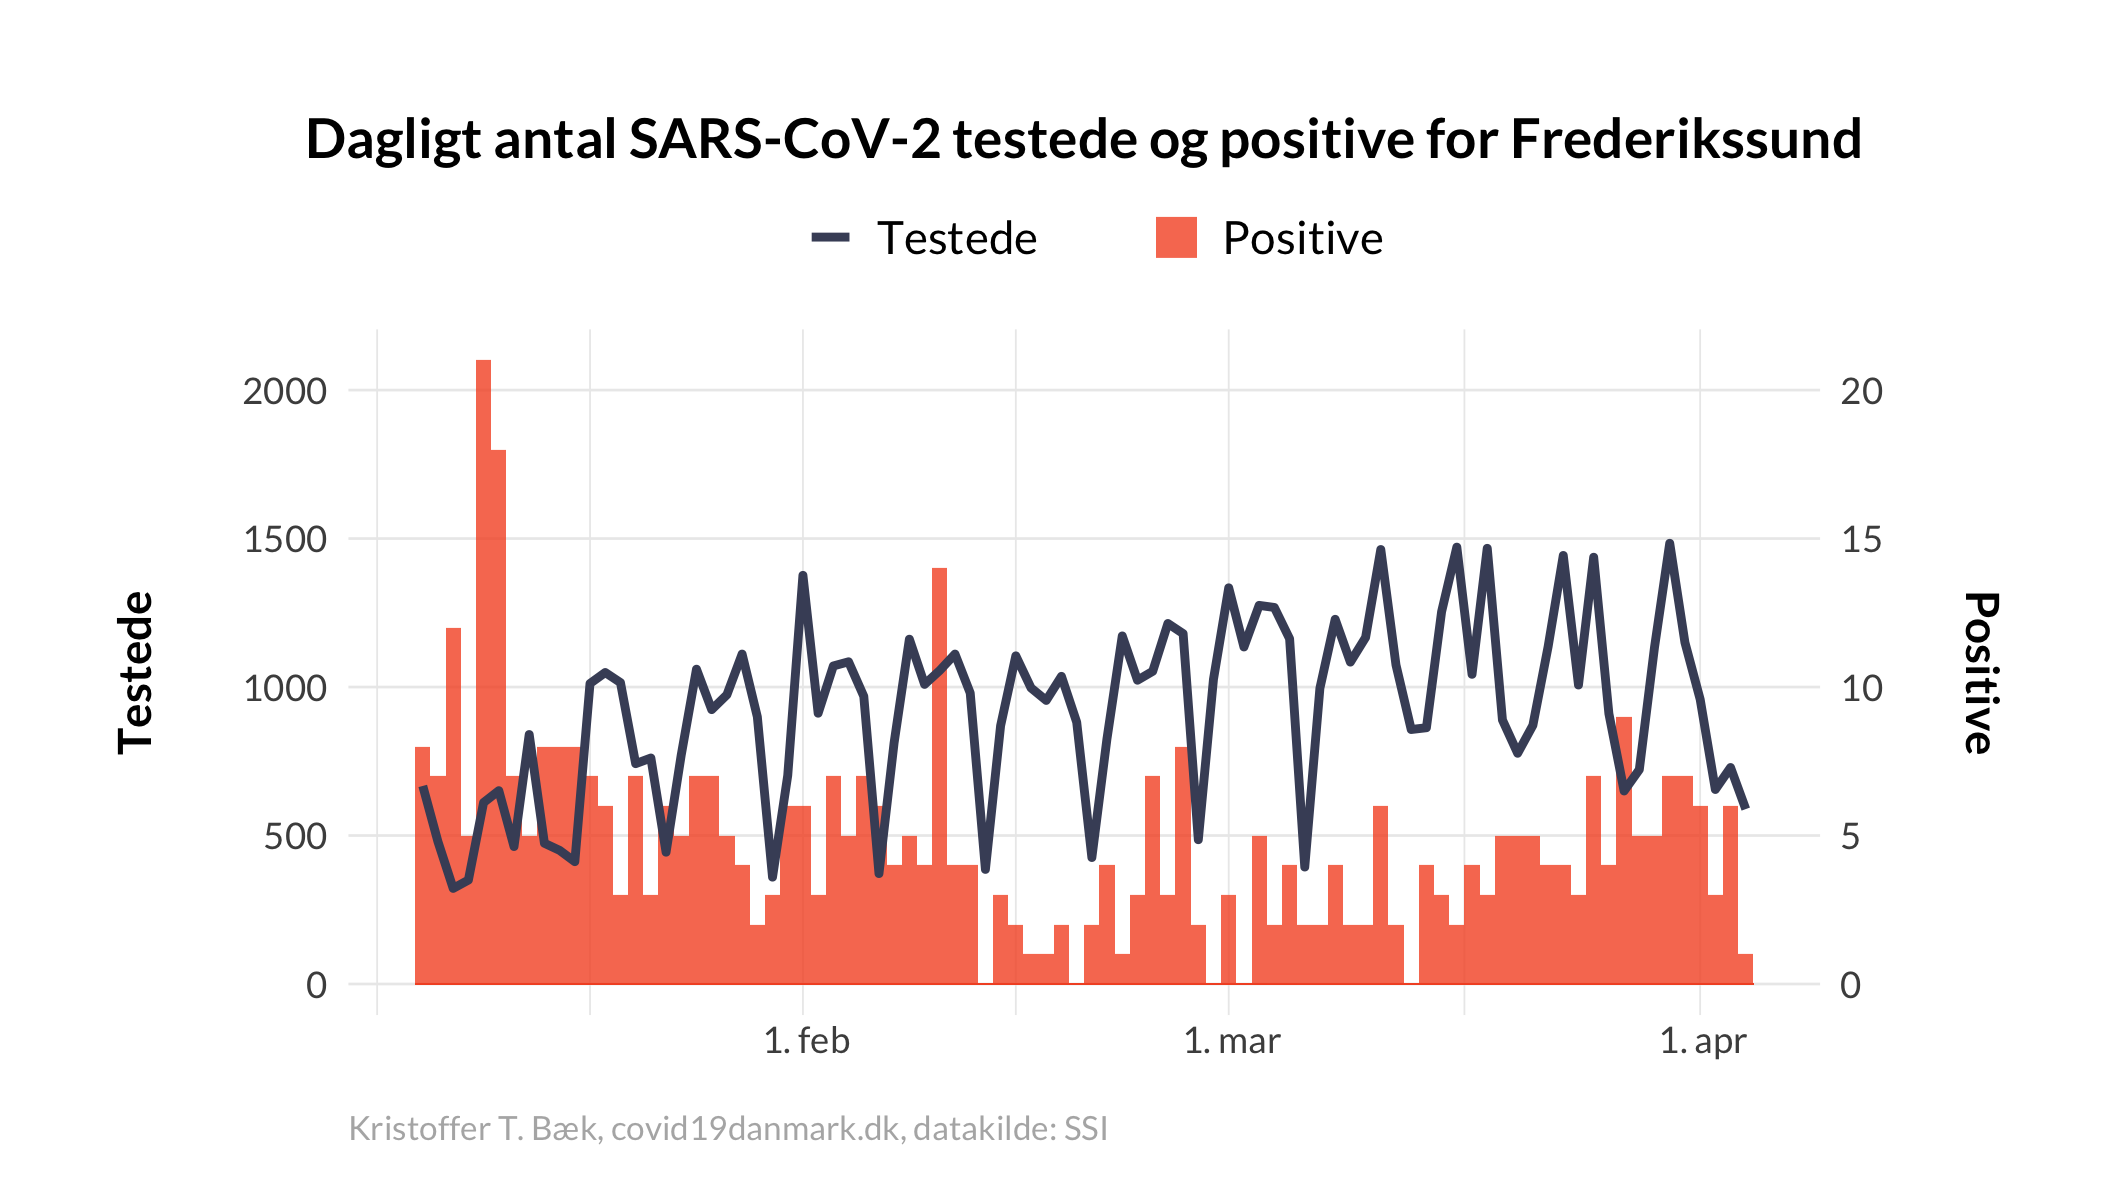 Dagligt antal SARS-CoV-2 testede og positive for Frederikssund
Testede Positive
2000 20
1500 15
1000 10
500 5
0 0
Testede
Positive
1. feb 1. mar 1. apr
Kristoffer T. Bæk, covid19danmark.dk, datakilde: SSI